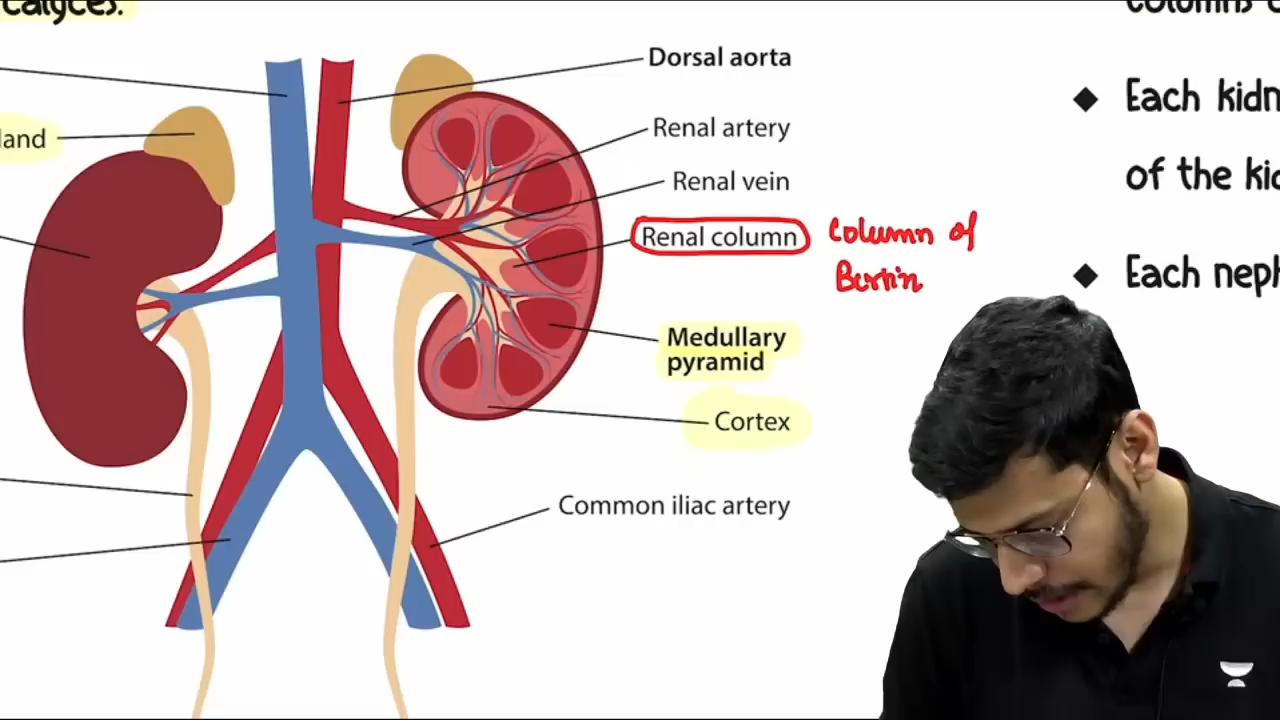 calyces.
Dorsal aorta
land
Renal artery
Renal vein
Renal column
column of
Bertin
Medullary
pyramid
Cortex
Common iliac artery
columns
Each kidn
of the kid
Each neph